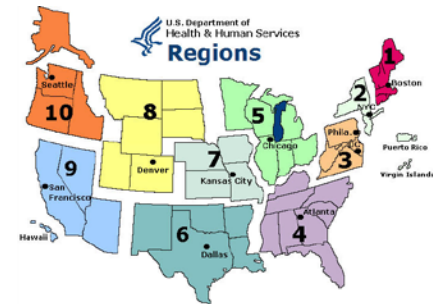 U.S. Department of
Health & Human Services
Regions
1
Boston
2
NYC
Seattle
10
8
5
Chicago
Phila.
DC
3
Puerto Rico
Virgin Islands
9
San
Francisco
Denver
7
Kansas City
Hawaii
6
Dallas
Atlanta
4